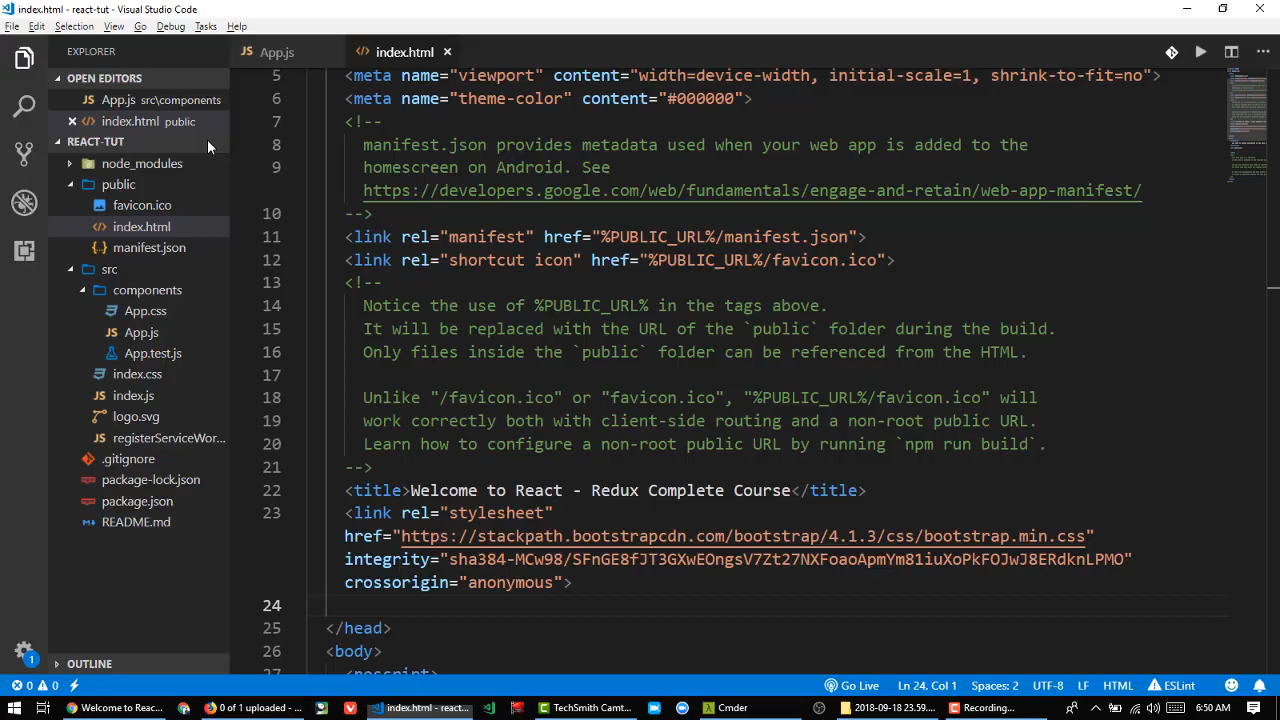 index.html - react-tut - Visual Studio Code
File Edit Selection View Go Debug Tasks Help
EXPLORER
OPEN EDITORS
App.js src\components
index.html public
REACT-TUT
node_modules
public
favicon.ico
index.html
manifest.json
src
components
App.css
App.js
App.test.js
index.css
index.js
logo.svg
registerServiceWor...
.gitignore
package-lock.json
package.json
README.md
OUTLINE
App.js
index.html
5 <meta name="viewport" content="width=device-width, initial-scale=1, shrink-to-fit=no">
6 <meta name="theme-color" content="#000000">
7 <!--
8 manifest.json provides metadata used when your web app is added to the
9 homescreen on Android. See
https://developers.google.com/web/fundamentals/engage-and-retain/web-app-manifest/
10 -->
11 <link rel="manifest" href="%PUBLIC_URL%/manifest.json">
12 <link rel="shortcut icon" href="%PUBLIC_URL%/favicon.ico">
13 <!--
14 Notice the use of %PUBLIC_URL% in the tags above.
15 It will be replaced with the URL of the `public` folder during the build.
16 Only files inside the `public` folder can be referenced from the HTML.
17
18 Unlike "/favicon.ico" or "favicon.ico", "%PUBLIC_URL%/favicon.ico" will
19 work correctly both with client-side routing and a non-root public URL.
20 Learn how to configure a non-root public URL by running `npm run build`.
21 -->
22 <title>Welcome to React - Redux Complete Course</title>
23 <link rel="stylesheet"
href="https://stackpath.bootstrapcdn.com/bootstrap/4.1.3/css/bootstrap.min.css"
integrity="sha384-MCw98/SFnGE8fJT3GXwEOngsV7Zt27NXFoaoApmYm81iuXoPkFOJwJ8ERdknLPMO"
crossorigin="anonymous">
24
25 </head>
26 <body>
27 <noscript>
0 0 Go Live Ln 24, Col 1 Spaces: 2 UTF-8 LF HTML ESLint
1
Welcome to Reac... 0 of 1 uploaded - ... index.html - react-... TechSmith Camt... Cmder 2018-09-18 23.59.... Recording... 6:50 AM